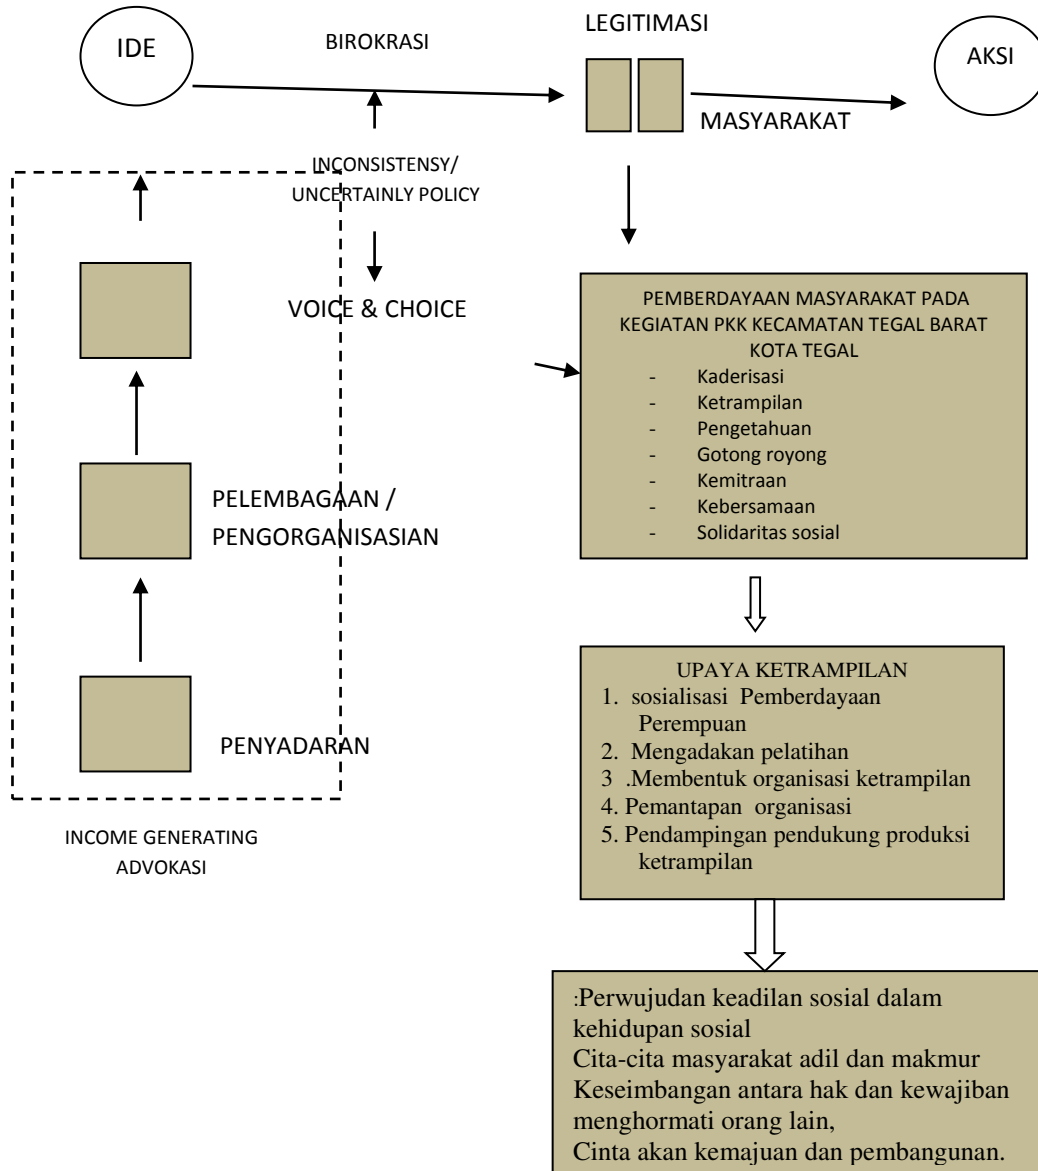 IDE
BIROKRASI
LEGITIMASI
AKSI
MASYARAKAT
INCONSISTENSY/
UNCERTAINLY POLICY
VOICE & CHOICE
PELEMBAGAAN /
PENGORGANISASIAN
PENYADARAN
INCOME GENERATING
ADVOKASI
PEMBERDAYAAN MASYARAKAT PADA
KEGIATAN PKK KECAMATAN TEGAL BARAT
KOTA TEGAL
- Kaderisasi
- Ketrampilan
- Pengetahuan
- Gotong royong
- Kemitraan
- Kebersamaan
- Solidaritas sosial
UPAYA KETRAMPILAN
1. sosialisasi Pemberdayaan
Perempuan
2. Mengadakan pelatihan
3 .Membentuk organisasi ketrampilan
4. Pemantapan organisasi
5. Pendampingan pendukung produksi
ketrampilan
:Perwujudan keadilan sosial dalam
kehidupan sosial
Cita-cita masyarakat adil dan makmur
Keseimbangan antara hak dan kewajiban
menghormati orang lain,
Cinta akan kemajuan dan pembangunan.